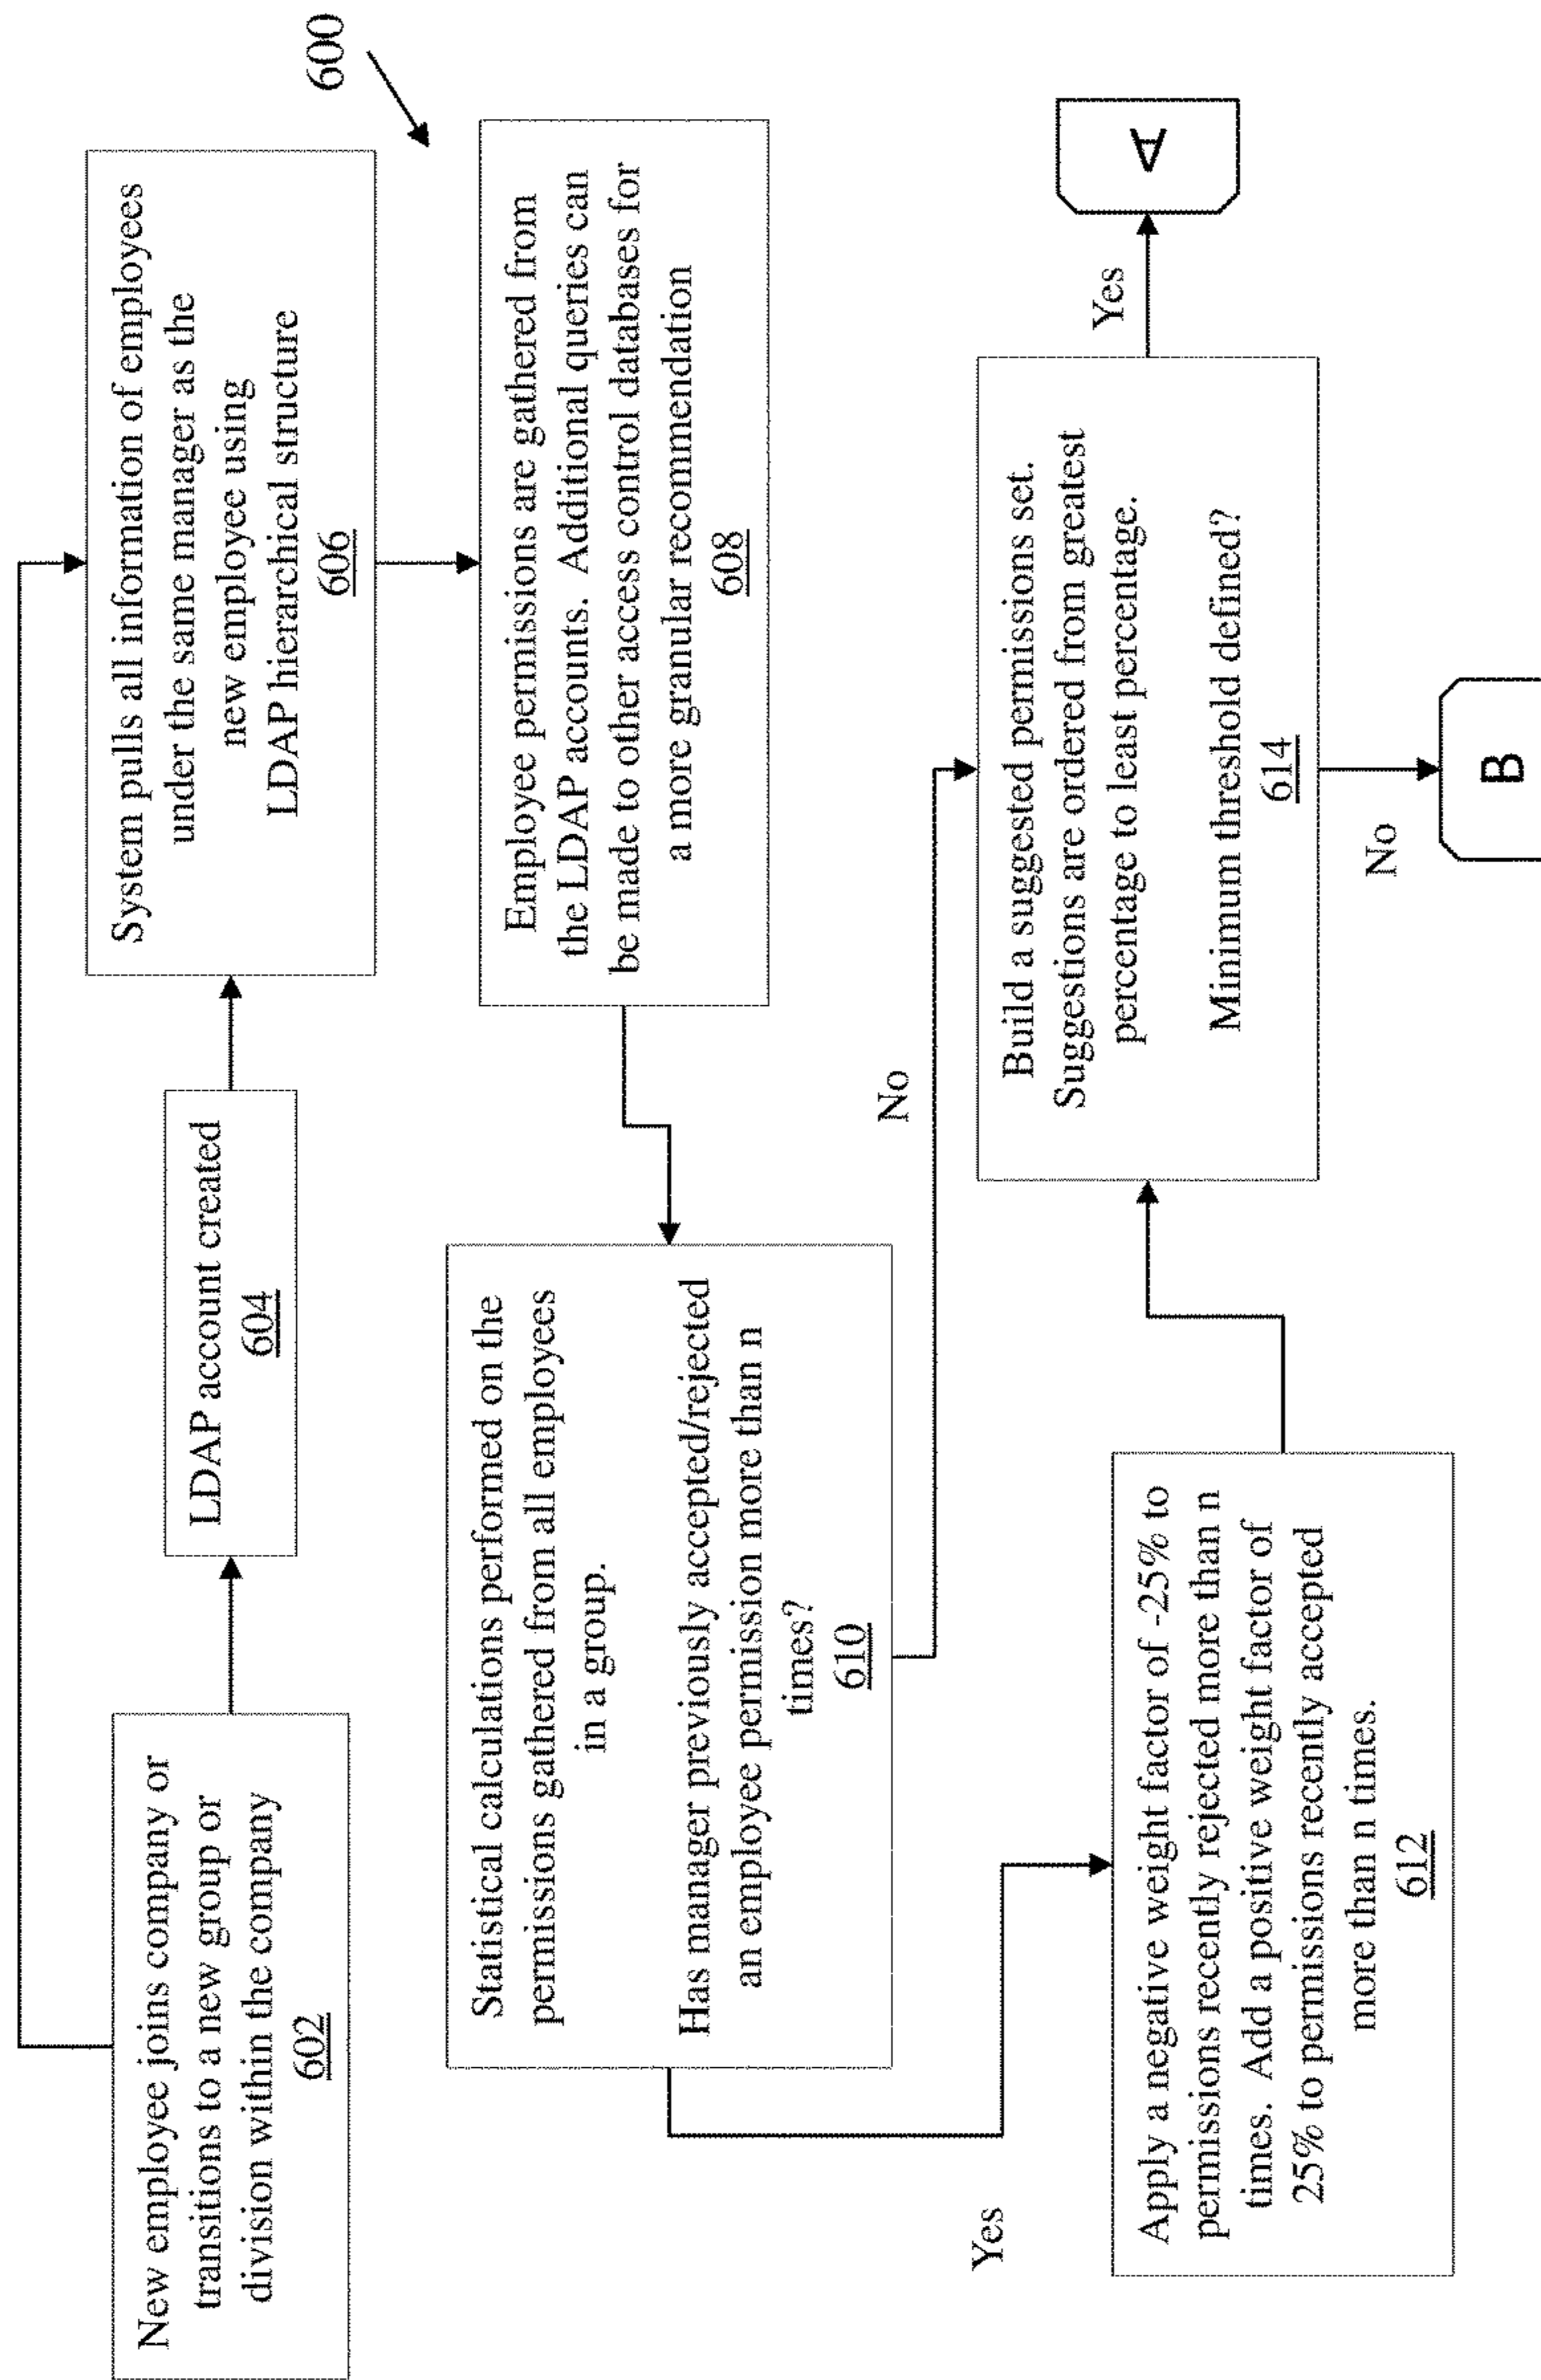 600
New employee joins company or
transitions to a new group or
division within the company
602
LDAP account created
604
System pulls all information of employees
under the same manager as the
new employee using
LDAP hierarchical structure
606
Employee permissions are gathered from
the LDAP accounts. Additional queries can
be made to other access control databases for
a more granular recommendation
608
Statistical calculations performed on the
permissions gathered from all employees
in a group.
Has manager previously accepted/rejected
an employee permission more than n
times?
610
No
Yes
Apply a negative weight factor of -25% to
permissions recently rejected more than n
times. Add a positive weight factor of
25% to permissions recently accepted
more than n times.
612
Build a suggested permissions set.
Suggestions are ordered from greatest
percentage to least percentage.
Minimum threshold defined?
614
Yes
A
No
B